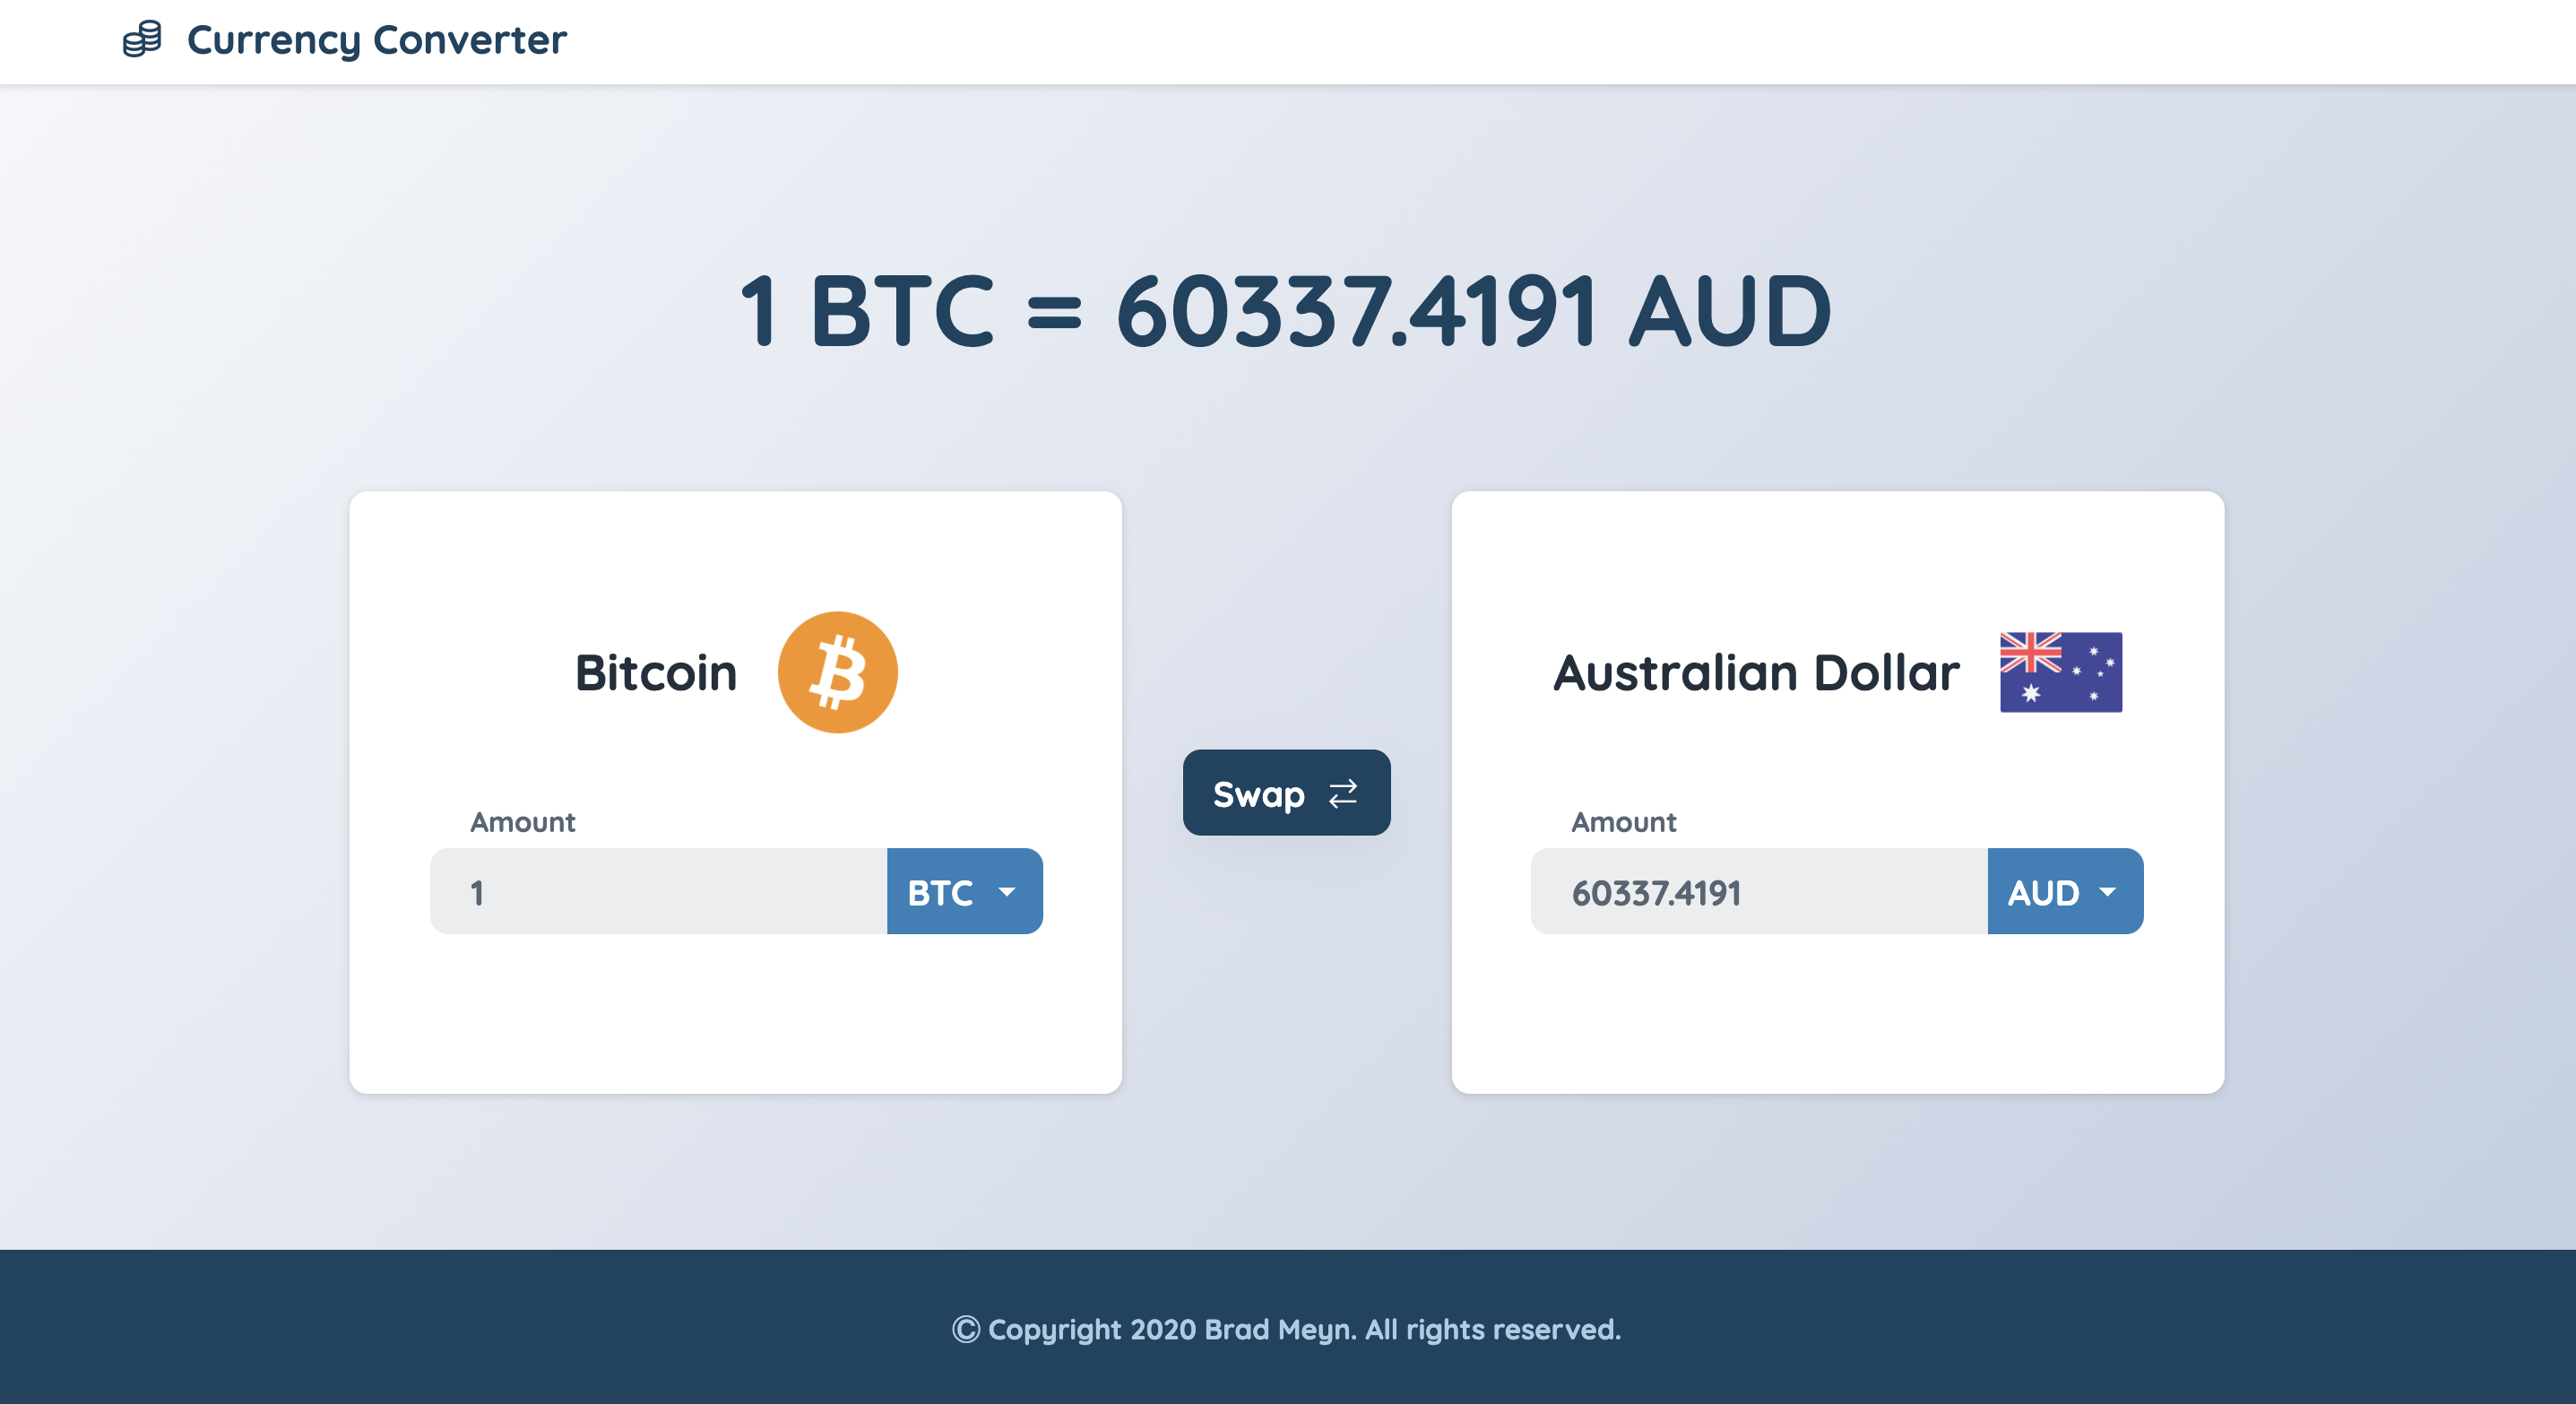 Currency Converter
1 BTC = 60337.4191 AUD
Bitcoin
Amount
1 BTC
Swap
Australian Dollar
Amount
60337.4191 AUD
© Copyright 2020 Brad Meyn. All rights reserved.